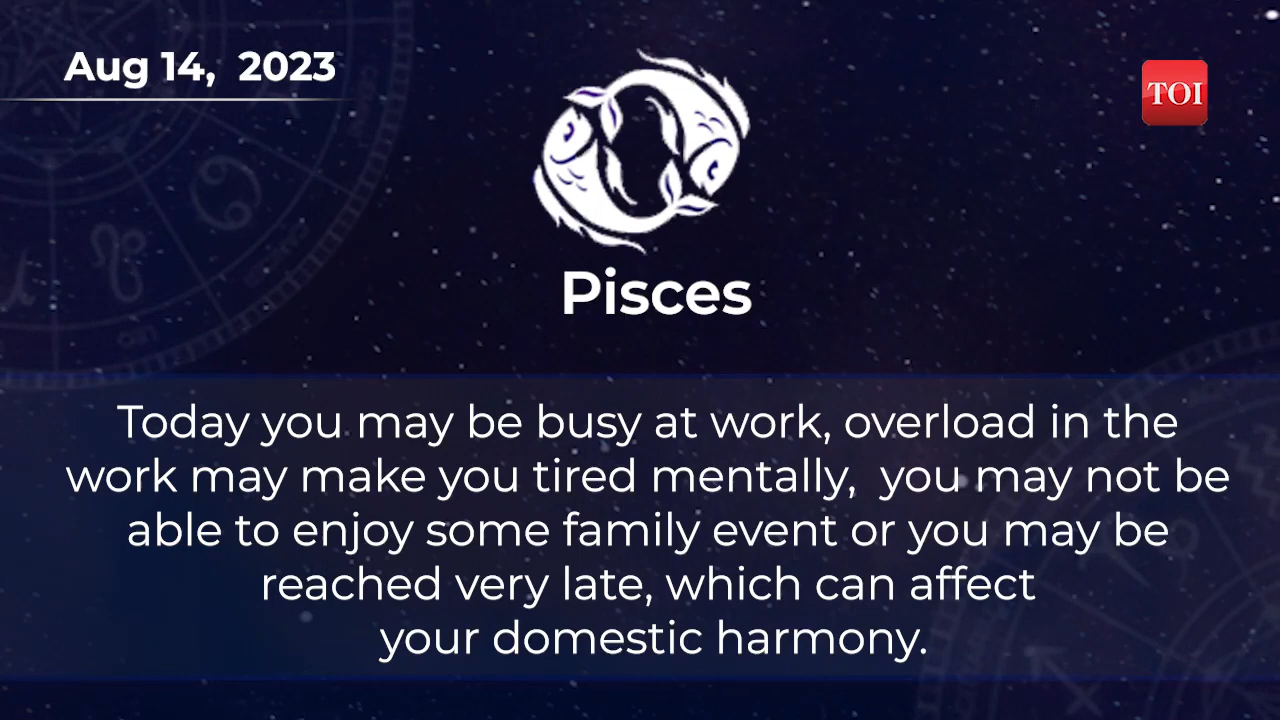 Aug 14,  2023
TOI
Pisces
Today you may be busy at work, overload in the
work may make you tired mentally,  you may not be
able to enjoy some family event or you may be
reached very late, which can affect
your domestic harmony.